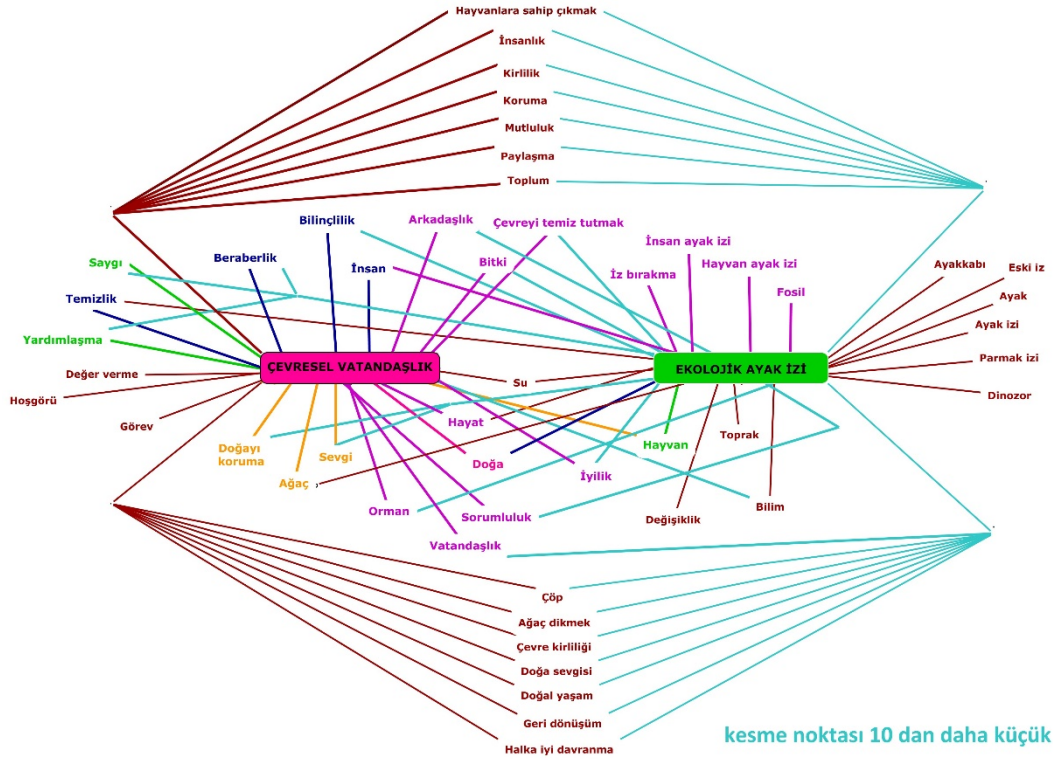 Hayvanlara sahip çıkmak
İnsanlık
Kirlilik
Koruma
Mutluluk
Paylaşma
Toplum
Bilinçlilik
Arkadaşlık
Çevreyi temiz tutmak
İnsan ayak izi
Saygı
Beraberlik
İnsan
Bitki
İz bırakma
Hayvan ayak izi
Ayakkabı
Eski iz
Temizlik
Fosil
Ayak
Yardımlaşma
Ayak izi
ÇEVRESEL VATANDAŞLIK
EKOLOJİK AYAK İZİ
Parmak izi
Değer verme
Su
Hoşgörü
Dinozor
Görev
Hayat
Doğayı
koruma
Sevgi
Hayvan
Toprak
Ağaç
Doğa
İyilik
Orman
Sorumluluk
Değişiklik
Bilim
Vatandaşlık
Çöp
Ağaç dikmek
Çevre kirliliği
Doğa sevgisi
Doğal yaşam
Geri dönüşüm
Halka iyi davranma
kesme noktası 10 dan daha küçük